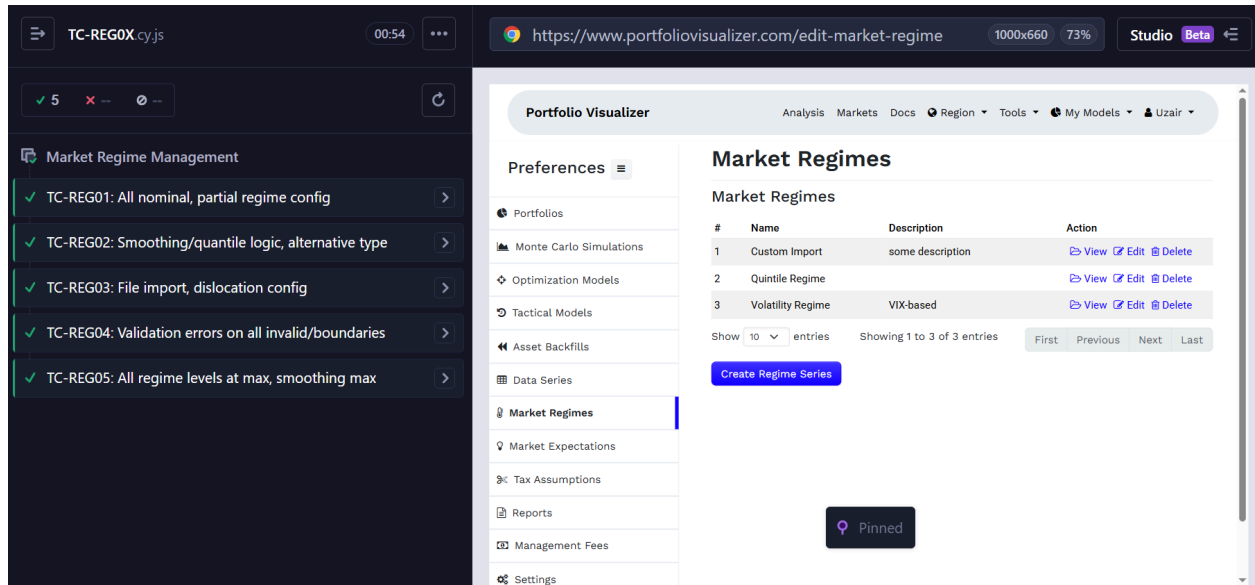 TC-REG0X.cy.js
00:54
5
--
--
Market Regime Management
TC-REG01: All nominal, partial regime config
TC-REG02: Smoothing/quantile logic, alternative type
TC-REG03: File import, dislocation config
TC-REG04: Validation errors on all invalid/boundaries
TC-REG05: All regime levels at max, smoothing max
https://www.portfoliovisualizer.com/edit-market-regime 1000x660 73%
Studio Beta
Portfolio Visualizer Analysis Markets Docs Region Tools My Models Uzair
Preferences
Portfolios
Monte Carlo Simulations
Optimization Models
Tactical Models
Asset Backfills
Data Series
Market Regimes
Market Expectations
Tax Assumptions
Reports
Management Fees
Settings
Market Regimes
Market Regimes
# Name Description Action
1 Custom Import some description View Edit Delete
2 Quintile Regime View Edit Delete
3 Volatility Regime VIX-based View Edit Delete
Show 10 entries Showing 1 to 3 of 3 entries First Previous Next Last
Create Regime Series
Pinned